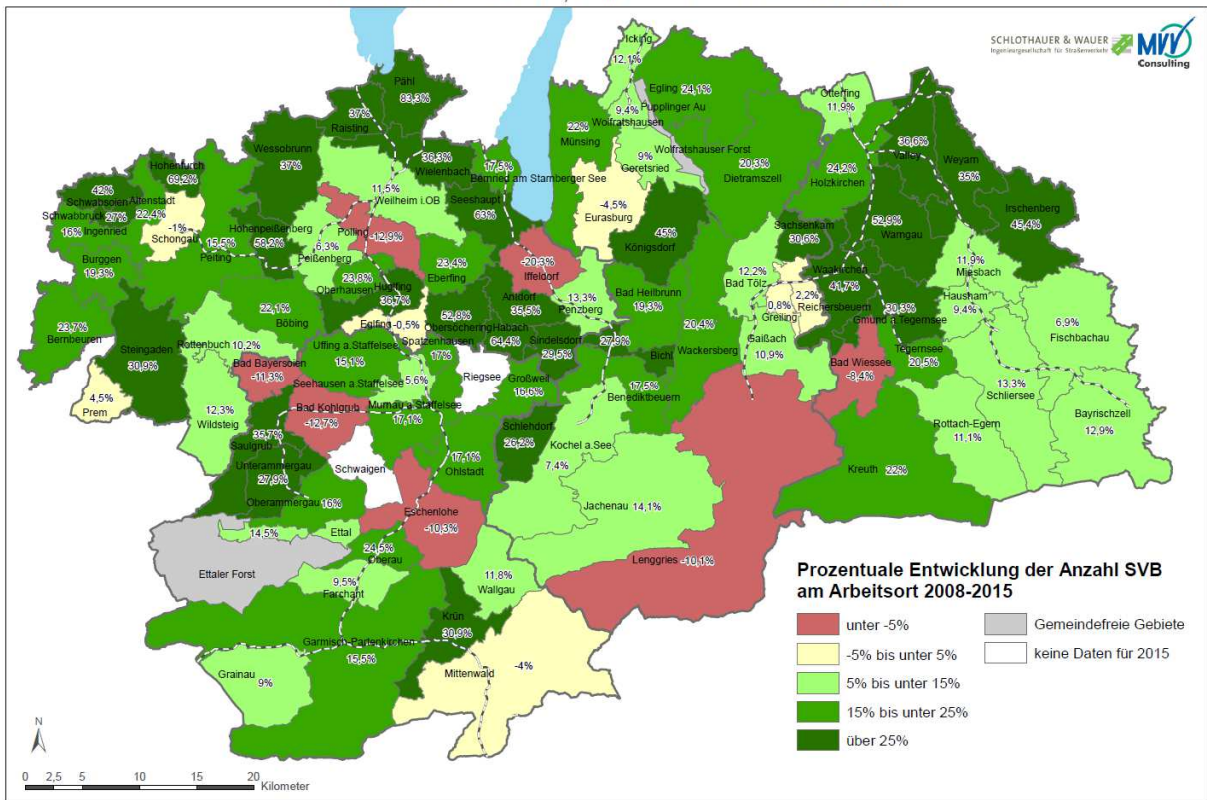 SCHLOTHAUER & WAUER
Ingenieurgesellschaft für Straßenverkehr
MVV
Consulting
Icking
12,1%
Egling 24,1%
Pupplinger Au
9,4%
Wolfratshausen
Wolfratshauser Forst
9%
Geretsried
22%
Münsing
20,3%
Dietramszell
Otterfing
11,9%
24,2%
Holzkirchen
36,6%
Valley
Weyarn
35%
Irschenberg
45,4%
52,9%
Warngau
Pähl
83,3%
37%
Raisting
Wessobrunn
37%
36,3%
Wielenbach
17,5%
Bernried am Starnberger See
Seeshaupt
63%
11,5%
Weilheim i.OB
Hohenfurch
69,2%
42%
Schwabsoien
Altenstadt
22,4%
Schwabbruck
27%
16%
Ingenried
-1%
Schongau
15,5%
Peiting
Hohenpeißenberg
58,2%
Burggen
19,3%
Polling
-12,9%
6,3%
Peißenberg
23,8%
Oberhausen
Huglfing
36,7%
23,4%
Eberfing
-20,3%
Iffeldorf
-4,5%
Eurasburg
45%
Königsdorf
Sachsenkam
30,6%
12,2%
Bad Tölz
2,2%
Reichersbeuern
0,8%
Greiling
Waakirchen
41,7%
11,9%
Miesbach
Hausham
9,4%
6,9%
Fischbachau
30,3%
Gmund a.Tegernsee
Tegernsee
20,5%
Bad Wiessee
-8,4%
13,3%
Schliersee
Bayrischzell
12,9%
Rottach-Egern
11,1%
Kreuth 22%
23,7%
Bernbeuren
Steingaden
30,9%
4,5%
Prem
22,1%
Böbing
Rottenbuch
10,2%
Bad Bayersoien
-11,3%
12,3%
Wildsteig
Eglfing -0,5%
Spatzenhausen
17%
52,8%
Obersöchering
Antdorf
35,5%
Habach
64,4%
13,3%
Penzberg
Sindelsdorf
29,5%
Bad Heilbrunn
19,3%
27,9%
Bichl
20,4%
Wackersberg
Gaißach
10,9%
17,5%
Benediktbeuern
Uffing a.Staffelsee
15,1%
Seehausen a.Staffelsee
5,6%
Riegsee
Großweil
16,6%
Bad Kohlgrub
-12,7%
Murnau a.Staffelsee
17,1%
35,7%
Saulgrub
Unterammergau
27,9%
Oberammergau 16%
Schwaigen
17,1%
Ohlstadt
Schlehdorf
26,2%
Kochel a.See
7,4%
Jachenau 14,1%
Lenggries -10,1%
Eschenlohe
-10,3%
14,5%
Ettal
Ettaler Forst
24,5%
Oberau
9,5%
Farchant
11,8%
Wallgau
Krün
30,9%
Garmisch-Partenkirchen
15,5%
Grainau
9%
Mittenwald
-4%
Prozentuale Entwicklung der Anzahl SVB
am Arbeitsort 2008-2015
unter -5%
-5% bis unter 5%
5% bis unter 15%
15% bis unter 25%
über 25%
Gemeindefreie Gebiete
keine Daten für 2015
N
0 2,5 5 10 15 20
Kilometer